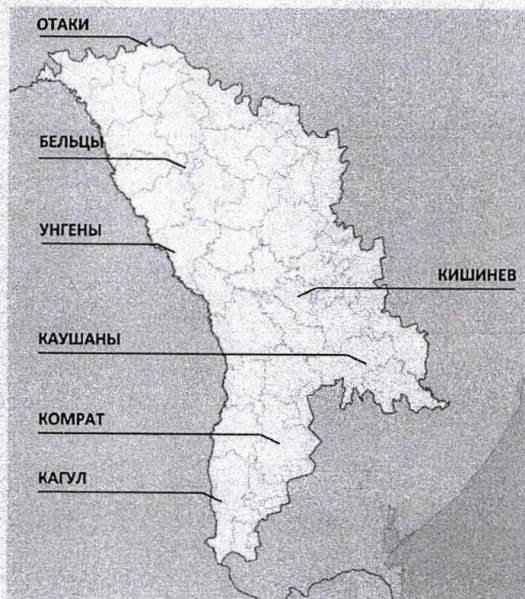 ОТАКИ
БЕЛЬЦЫ
УНГЕНЫ
КИШИНЕВ
КАУШАНЫ
КОМРАТ
КАГУЛ